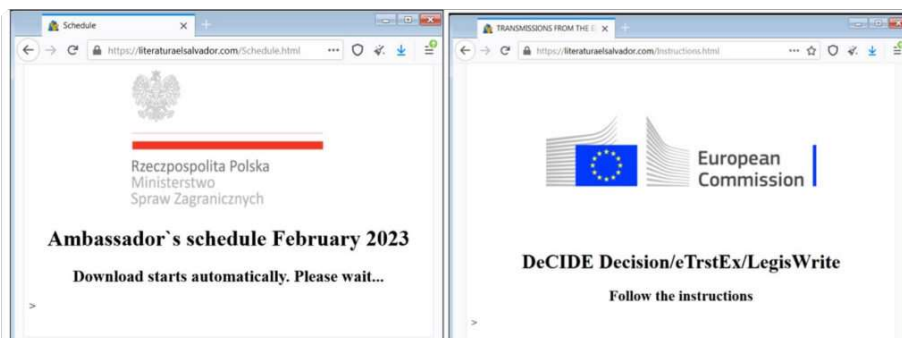 Schedule
https://literaturaelsalvador.com/Schedule.html
Rzeczpospolita Polska
Ministerstwo
Spraw Zagranicznych
Ambassador`s schedule February 2023
Download starts automatically. Please wait...
>
TRANSMISSIONS FROM THE
https://literaturaelsalvador.com/Instructions.html
European
Commission
DeCIDE Decision/eTrstEx/LegisWrite
Follow the instructions
>